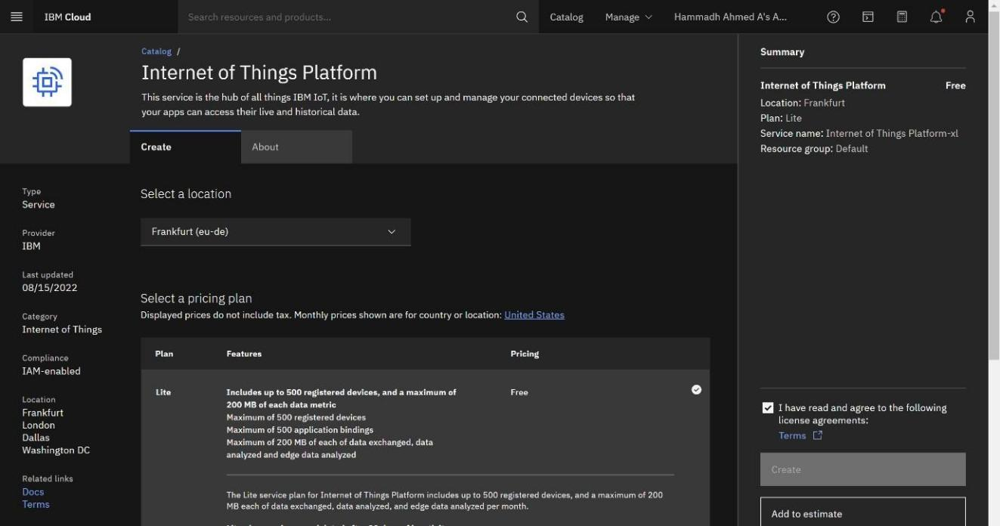 IBM Cloud
Search resources and products...
Catalog
Manage
Hammadh Ahmed A's A...
Catalog /
Internet of Things Platform
This service is the hub of all things IBM IoT, it is where you can set up and manage your connected devices so that
your apps can access their live and historical data.
Create
About
Type
Service
Provider
IBM
Last updated
08/15/2022
Category
Internet of Things
Compliance
IAM-enabled
Location
Frankfurt
London
Dallas
Washington DC
Related links
Docs
Terms
Select a location
Frankfurt (eu-de)
Select a pricing plan
Displayed prices do not include tax. Monthly prices shown are for country or location: United States
Plan Features Pricing
Lite
Includes up to 500 registered devices, and a maximum of
200 MB of each data metric
Maximum of 500 registered devices
Maximum of 500 application bindings
Maximum of 200 MB of each of data exchanged, data
analyzed and edge data analyzed
Free
The Lite service plan for Internet of Things Platform includes up to 500 registered devices, and a maximum of 200
MB each of data exchanged, data analyzed, and edge data analyzed per month.
Summary
Internet of Things Platform Free
Location: Frankfurt
Plan: Lite
Service name: Internet of Things Platform-xl
Resource group: Default
I have read and agree to the following
license agreements:
Terms
Create
Add to estimate